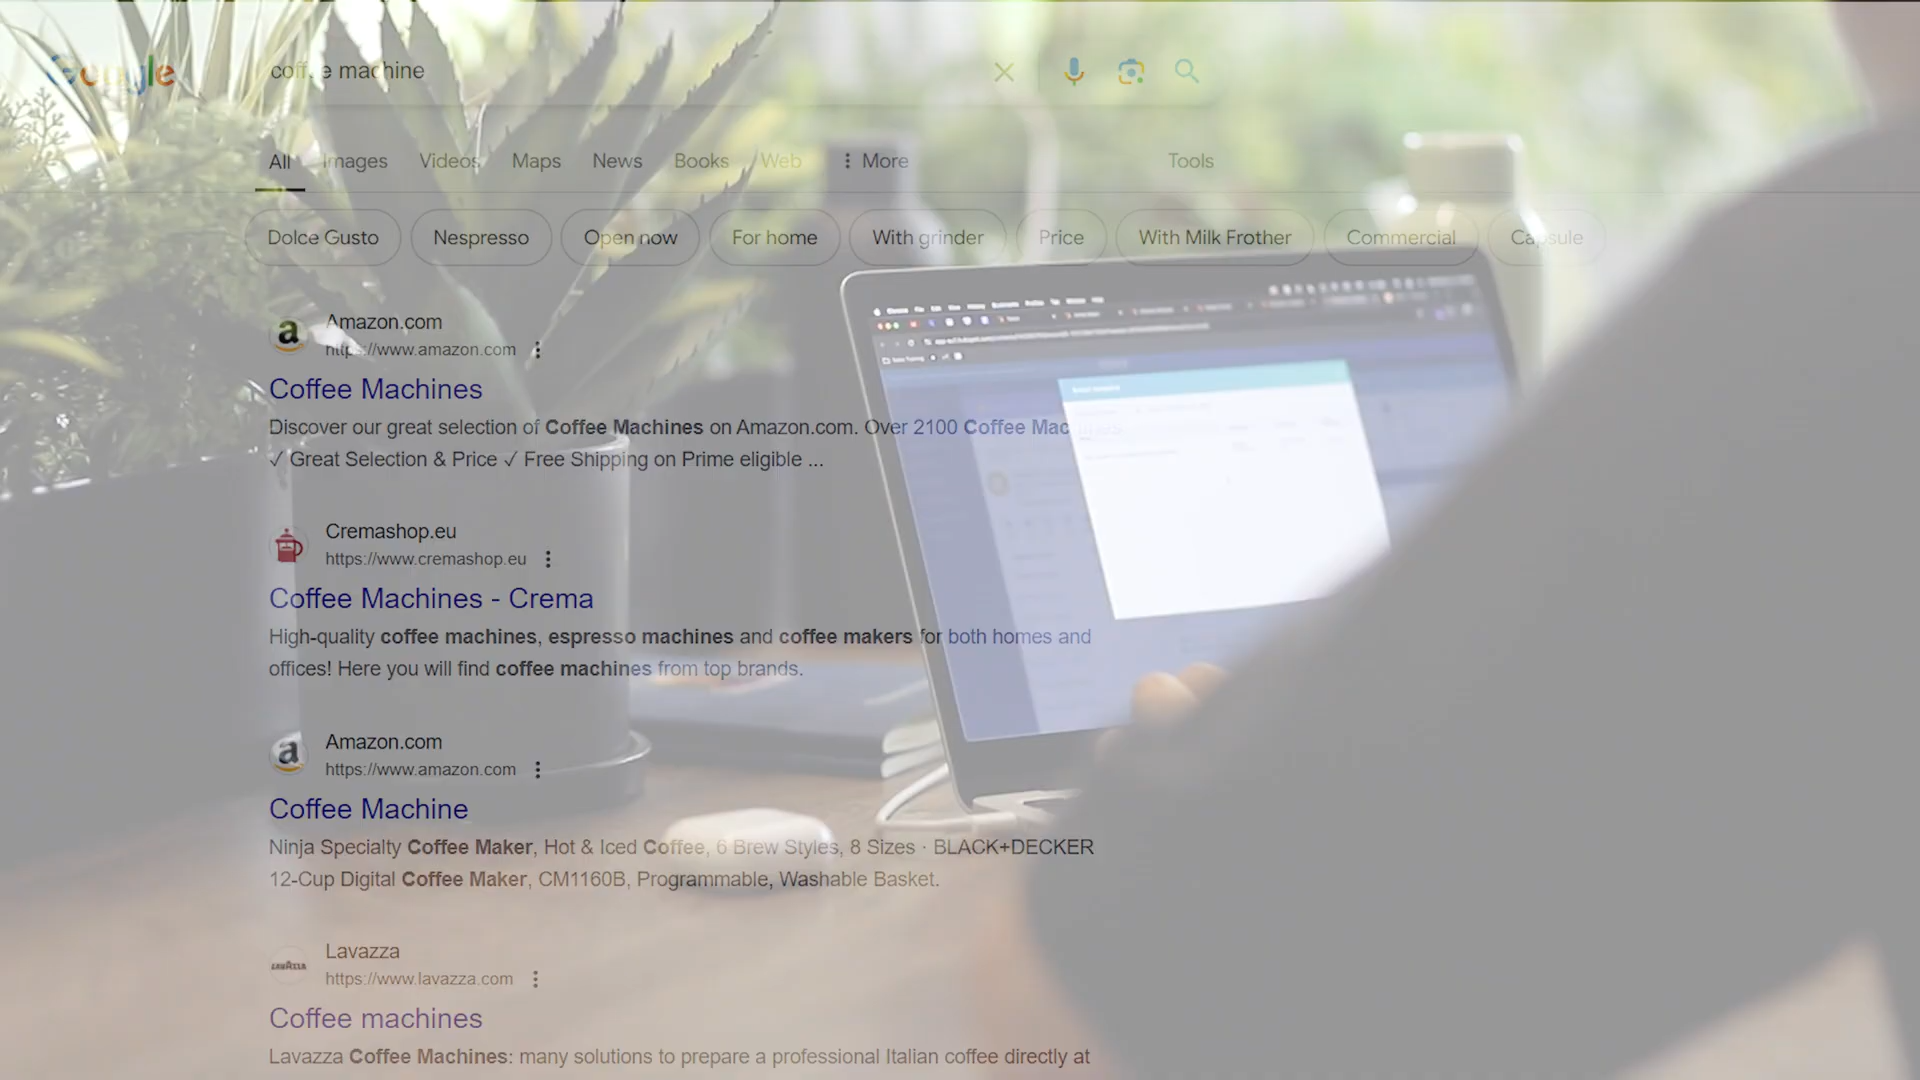 Google
coffee machine
All Images Videos Maps News Books Web More Tools
Dolce Gusto Nespresso Open now For home With grinder Price With Milk Frother Commercial Capsule
Amazon.com
https://www.amazon.com
Coffee Machines
Discover our great selection of Coffee Machines on Amazon.com. Over 2100 Coffee Machines
✓ Great Selection & Price ✓ Free Shipping on Prime eligible ...
Cremashop.eu
https://www.cremashop.eu
Coffee Machines - Crema
High-quality coffee machines, espresso machines and coffee makers for both homes and
offices! Here you will find coffee machines from top brands.
Amazon.com
https://www.amazon.com
Coffee Machine
Ninja Specialty Coffee Maker, Hot & Iced Coffee, 6 Brew Styles, 8 Sizes · BLACK+DECKER
12-Cup Digital Coffee Maker, CM1160B, Programmable, Washable Basket.
LAVAZZA
Lavazza
https://www.lavazza.com
Coffee machines
Lavazza Coffee Machines: many solutions to prepare a professional Italian coffee directly at